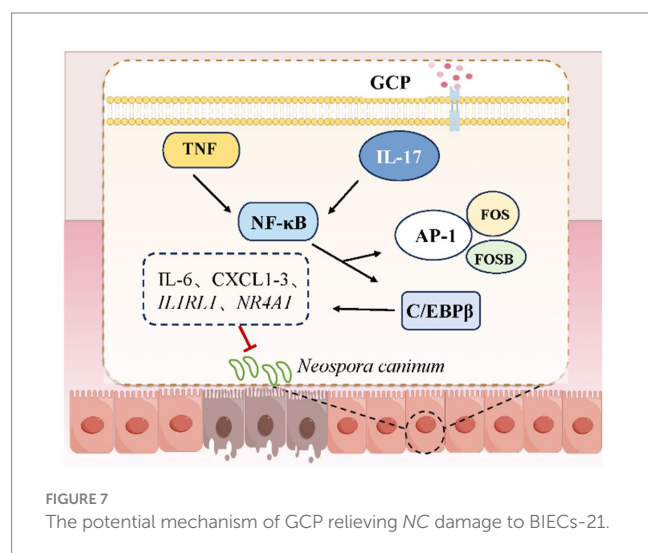 GCP
TNF
IL-17
NF-κB
AP-1
FOS
FOSB
IL-6、CXCL1-3、
IL1RL1、NR4A1
C/EBPβ
Neospora caninum
FIGURE 7
The potential mechanism of GCP relieving NC damage to BIECs-21.